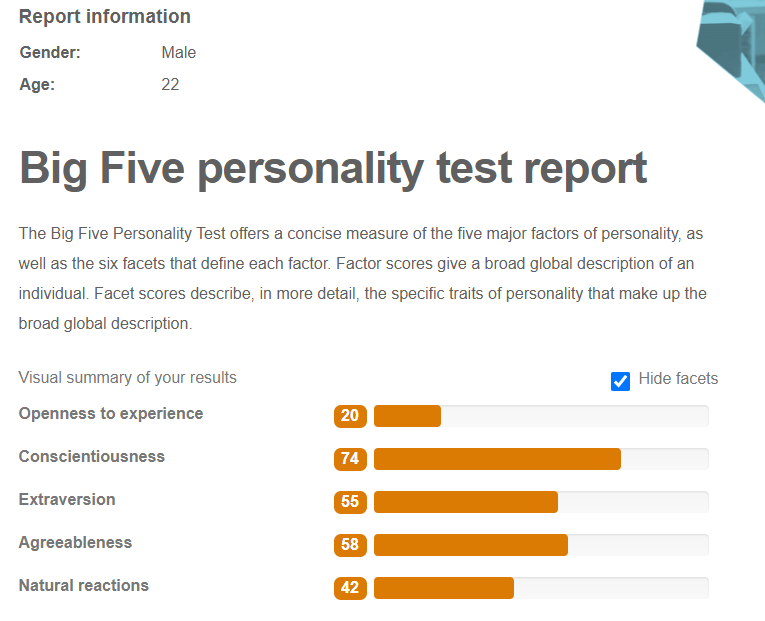 Report information
Gender: Male
Age: 22
Big Five personality test report
The Big Five Personality Test offers a concise measure of the five major factors of personality, as
well as the six facets that define each factor. Factor scores give a broad global description of an
individual. Facet scores describe, in more detail, the specific traits of personality that make up the
broad global description.
Visual summary of your results Hide facets
Openness to experience 20
Conscientiousness 74
Extraversion 55
Agreeableness 58
Natural reactions 42